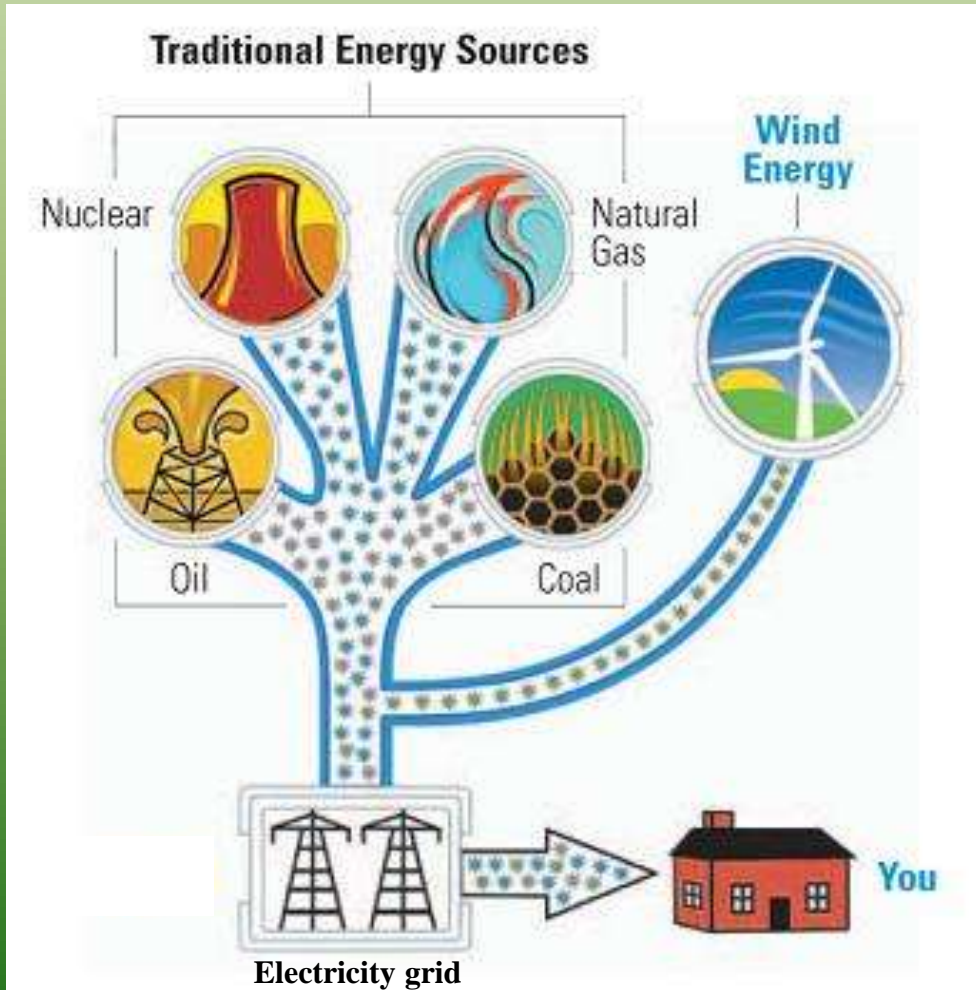 Traditional Energy Sources
Wind
Energy
Nuclear
Natural
Gas
Oil
Coal
You
Electricity grid